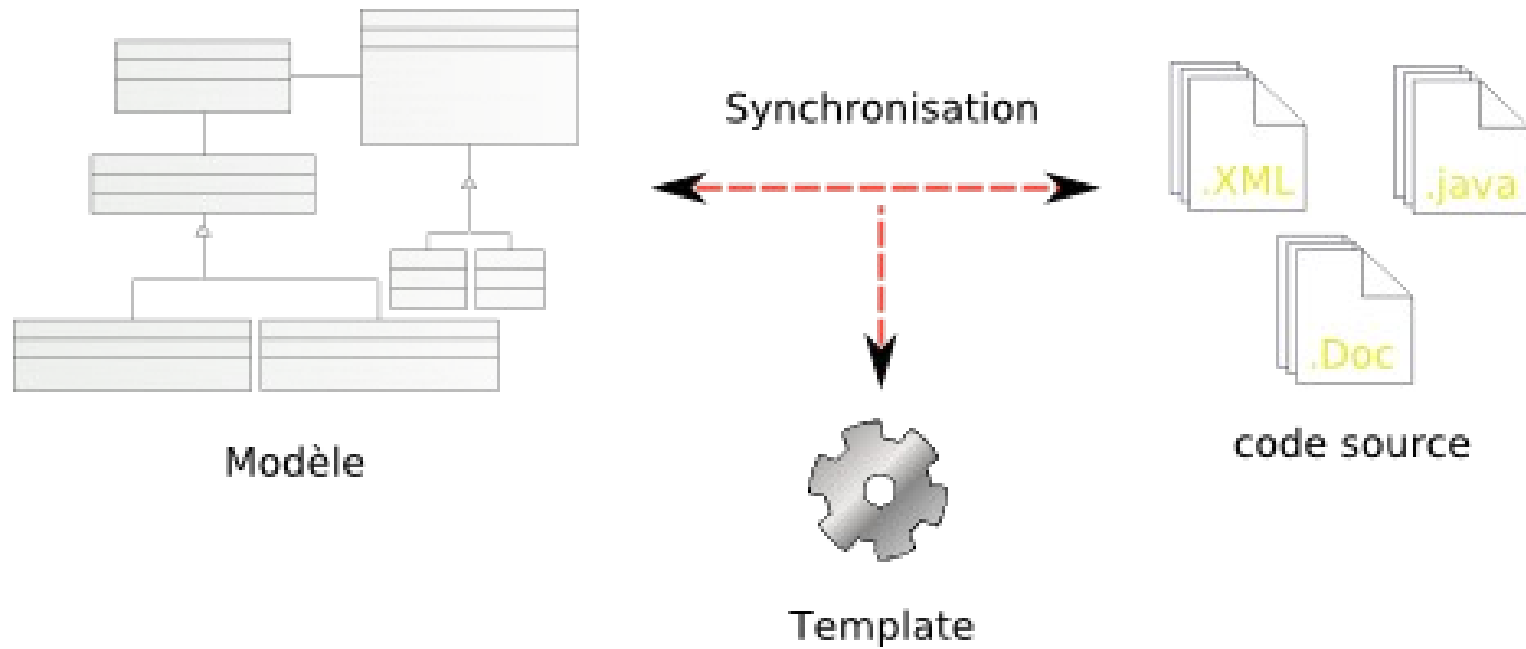 Synchronisation
.XML
.java
.Doc
Modèle
code source
Template